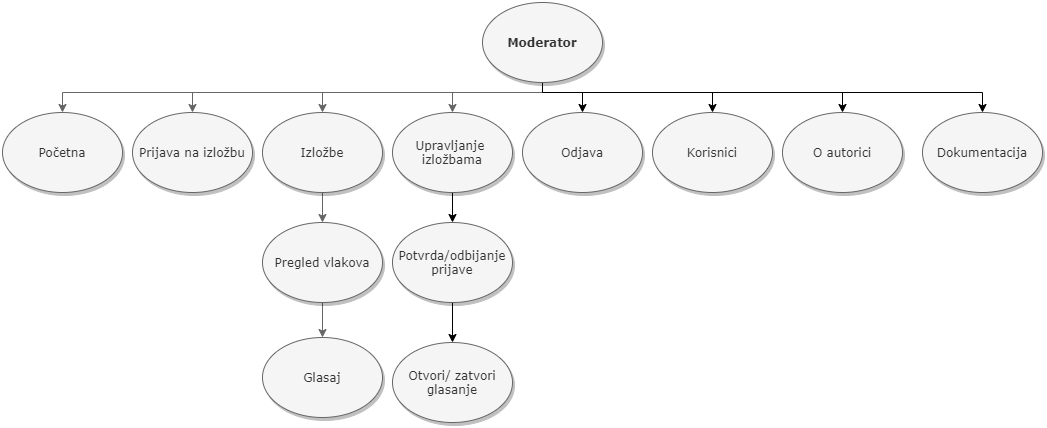 Moderator
Početna
Prijava na izložbu
Izložbe
Upravljanje
izložbama
Odjava
Korisnici
O autorici
Dokumentacija
Pregled vlakova
Potvrda/odbijanje
prijave
Glasaj
Otvori/ zatvori
glasanje